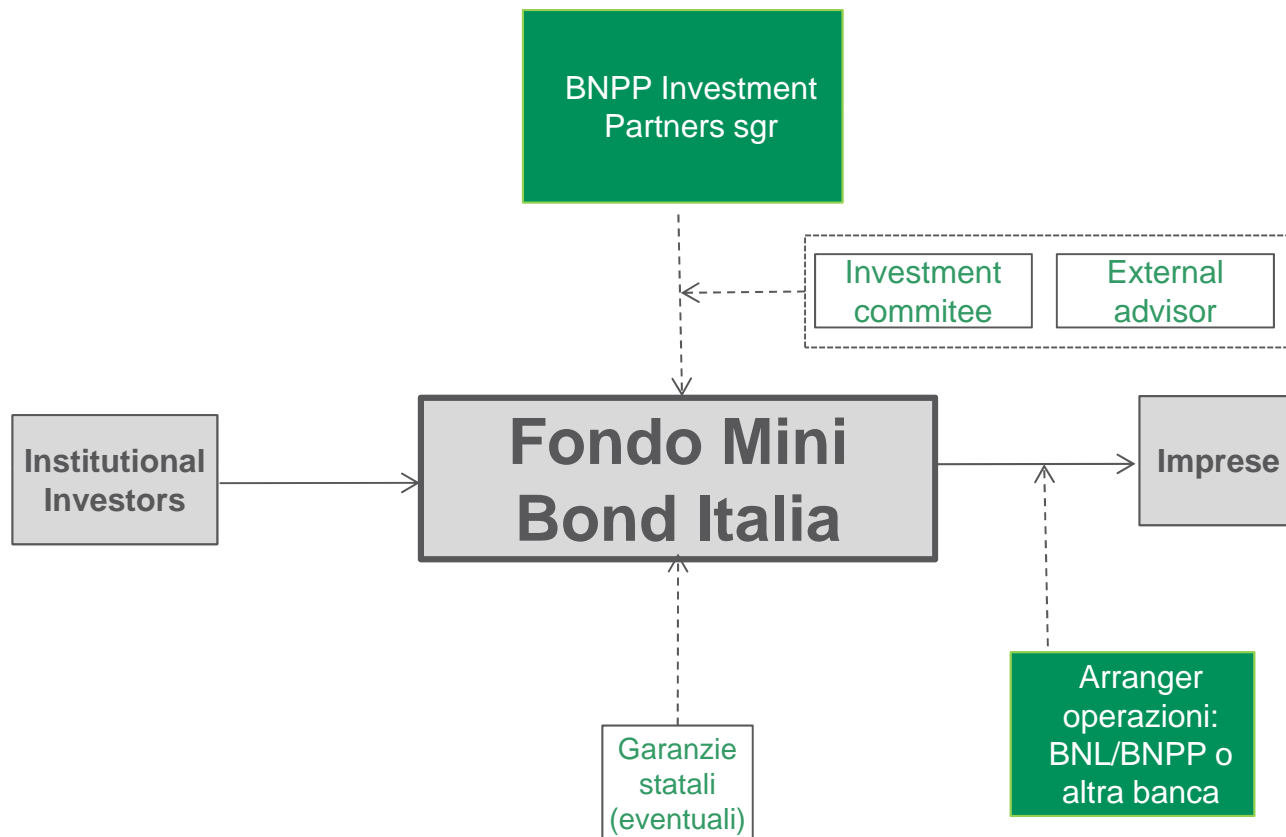 BNPP Investment
Partners sgr
Investment
commitee
External
advisor
Institutional
Investors
Fondo Mini
Bond Italia
Imprese
Garanzie
statali
(eventuali)
Arranger
operazioni:
BNL/BNPP o
altra banca